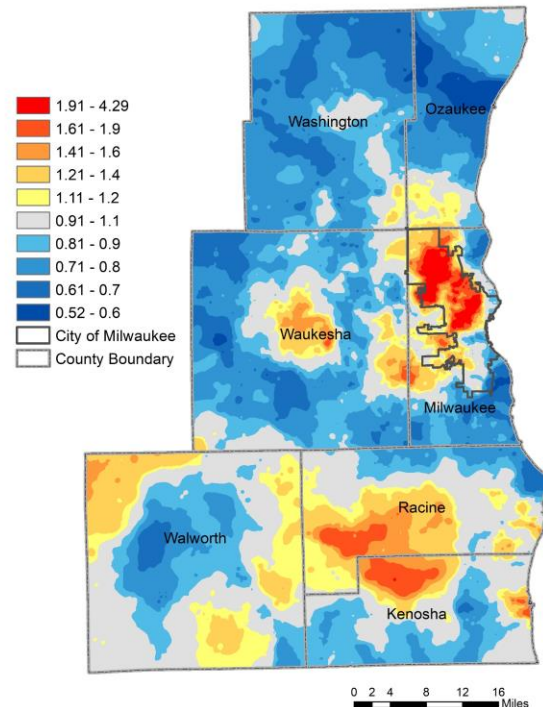 1.91 - 4.29
1.61 - 1.9
1.41 - 1.6
1.21 - 1.4
1.11 - 1.2
0.91 - 1.1
0.81 - 0.9
0.71 - 0.8
0.61 - 0.7
0.52 - 0.6
City of Milwaukee
County Boundary
Washington
Ozaukee
Waukesha
Milwaukee
Walworth
Racine
Kenosha
0 2 4 8 12 16
Miles